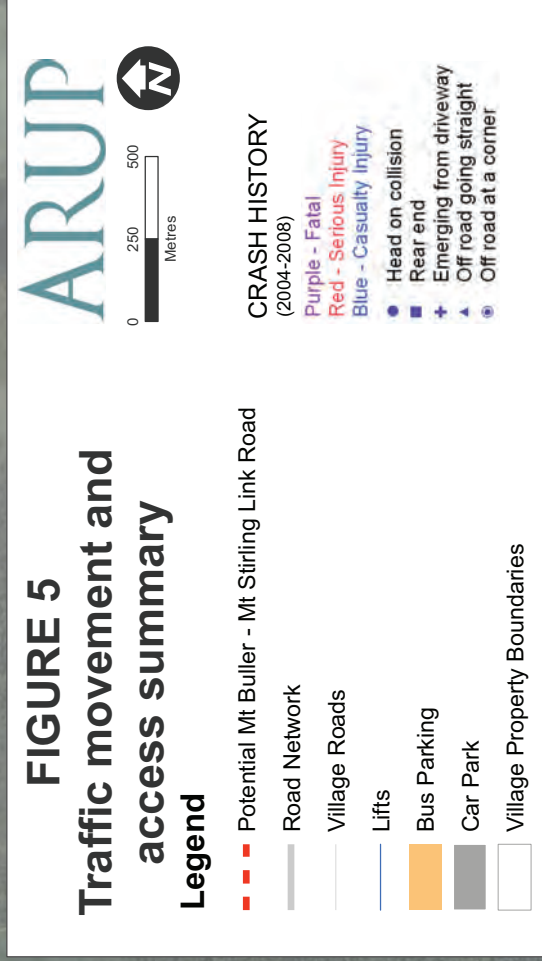 FIGURE 5
Traffic movement and
access summary
Legend
Potential Mt Buller - Mt Stirling Link Road
Road Network
Village Roads
Lifts
Bus Parking
Car Park
Village Property Boundaries
ARUP
0 250 500
Metres
N
CRASH HISTORY
(2004-2008)
Purple - Fatal
Red - Serious Injury
Blue - Casualty Injury
Head on collision
Rear end
Emerging from driveway
Off road going straight
Off road at a corner